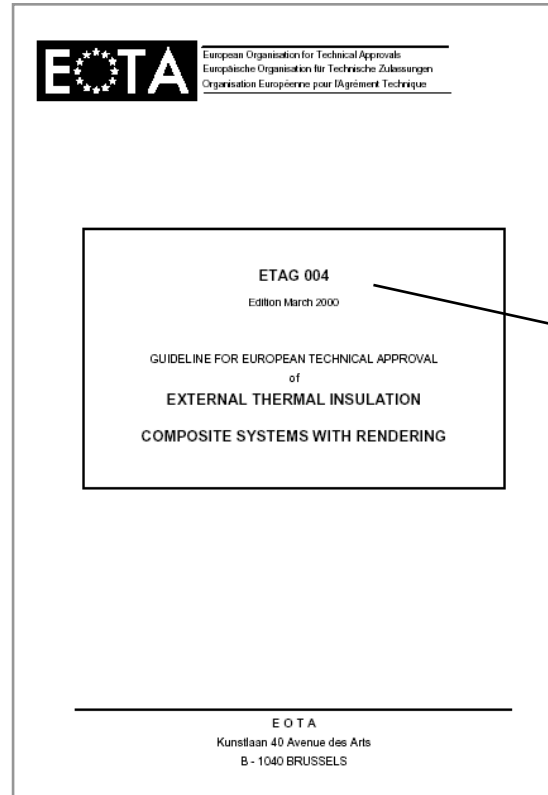 EOTA
European Organisation for Technical Approvals
Europäische Organisation für Technische Zulassungen
Organisation Européenne pour l'Agrément Technique
ETAG 004
Edition March 2000
GUIDELINE FOR EUROPEAN TECHNICAL APPROVAL
of
EXTERNAL THERMAL INSULATION
COMPOSITE SYSTEMS WITH RENDERING
E O T A
Kunstlaan 40 Avenue des Arts
B - 1040 BRUSSELS